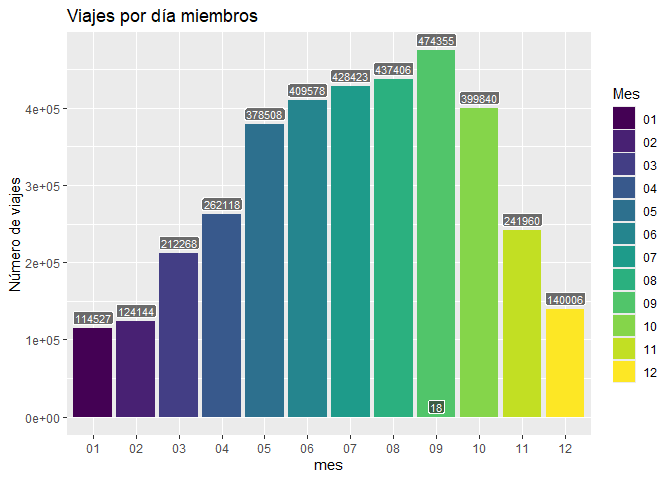 Viajes por día miembros
Número de viajes
4e+05
3e+05
2e+05
1e+05
0e+00
114527
124144
212268
262118
378508
409578
428423
437406
474355
399840
241960
140006
18
01 02 03 04 05 06 07 08 09 10 11 12
mes
Mes
01
02
03
04
05
06
07
08
09
10
11
12